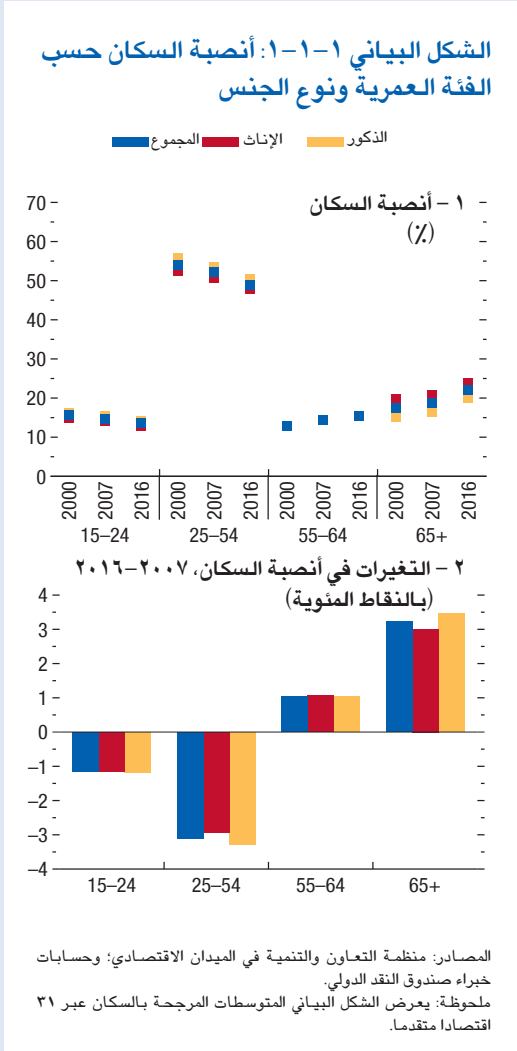 الشكل البياني ١-١-١: أنصبة السكان حسب
الفئة العمرية ونوع الجنس
المجموع الإناث الذكور
١ – أنصبة السكان
(٪)
70
60
50
40
30
20
10
0
2000 2007 2016 2000 2007 2016 2000 2007 2016 2000 2007 2016
15–24 25–54 55–64 65+
٢ – التغيرات في أنصبة السكان، ٢٠٠٧–٢٠١٦
(بالنقاط المئوية)
4
3
2
1
0
–1
–2
–3
–4
15–24 25–54 55–64 65+
المصادر: منظمة التعاون والتنمية في الميدان الاقتصادي؛ وحسابات
خبراء صندوق النقد الدولي.
ملحوظة: يعرض الشكل البياني المتوسطات المرجحة بالسكان عبر ٣١
اقتصادا متقدما.